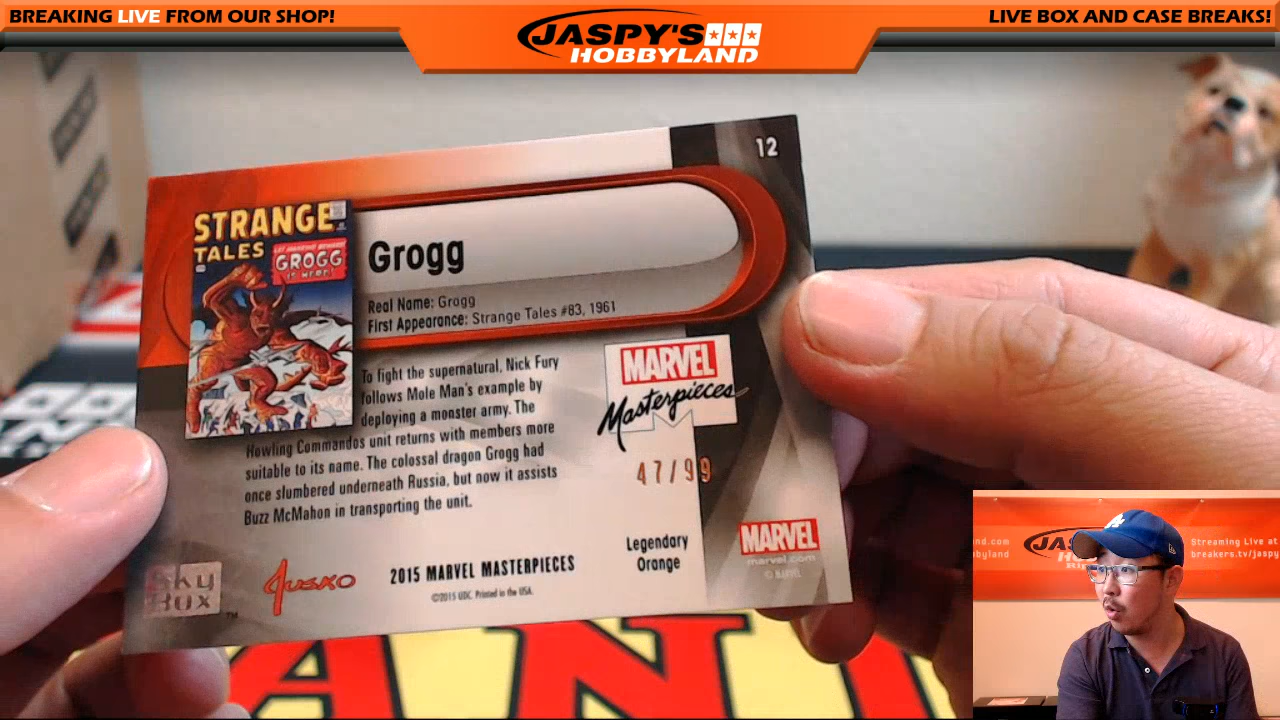 BREAKING LIVE FROM OUR SHOP!
JASPY'S
HOBBYLAND
LIVE BOX AND CASE BREAKS!
12
STRANGE
TALES
GROGG
IS HERE!
Grogg
Real Name: Grogg
First Appearance: Strange Tales #83, 1961
To fight the supernatural, Nick Fury
follows Mole Man's example by
deploying a monster army. The
Howling Commandos unit returns with members more
suitable to its name. The colossal dragon Grogg had
once slumbered underneath Russia, but now it assists
Buzz McMahon in transporting the unit.
MARVEL
Masterpieces
47/99
Legendary
Orange
MARVEL
marvel.com
© MARVEL
Sky
Box
TM
Jusko
2015 MARVEL MASTERPIECES
©2015 UDC. Printed in the USA.
LA
Streaming Live at
breakers.tv/jaspy